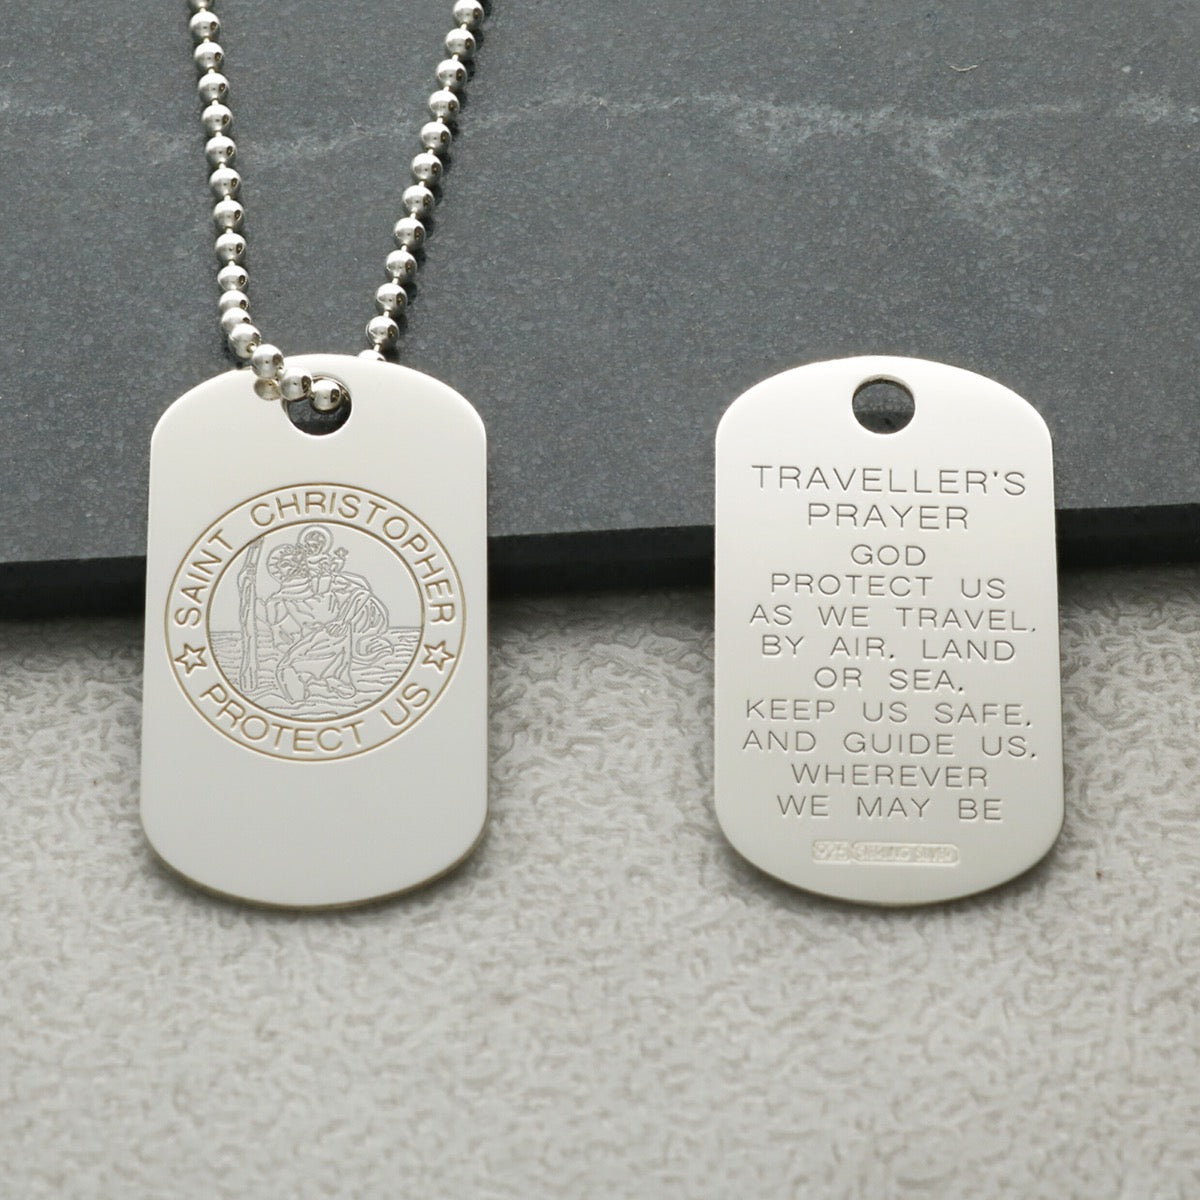 SAINT CHRISTOPHER
PROTECT US
TRAVELLER'S
PRAYER
GOD
PROTECT US
AS WE TRAVEL,
BY AIR, LAND
OR SEA,
KEEP US SAFE,
AND GUIDE US,
WHEREVER
WE MAY BE
925